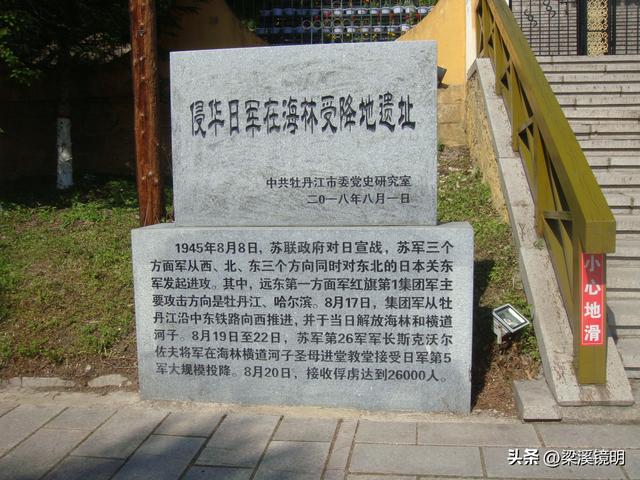 侵华日军在海林受降地遗址
中共牡丹江市委党史研究室
二〇一八年八月一日
1945年8月8日，苏联政府对日宣战，苏军三个
方面军从西、北、东三个方向同时对东北的日本关东
军发起进攻。其中，远东第一方面军红旗第1集团军主
要攻击方向是牡丹江、哈尔滨。8月17日，集团军从牡
丹江沿中东铁路向西推进，并于当日解放海林和横道
河子。8月19日至22日，苏军第26军军长斯克沃尔
佐夫将军在海林横道河子圣母进堂教堂接受日军第5
军大规模投降。8月20日，接收俘虏达到26000人。
小心地滑
头条 @梁溪镜明